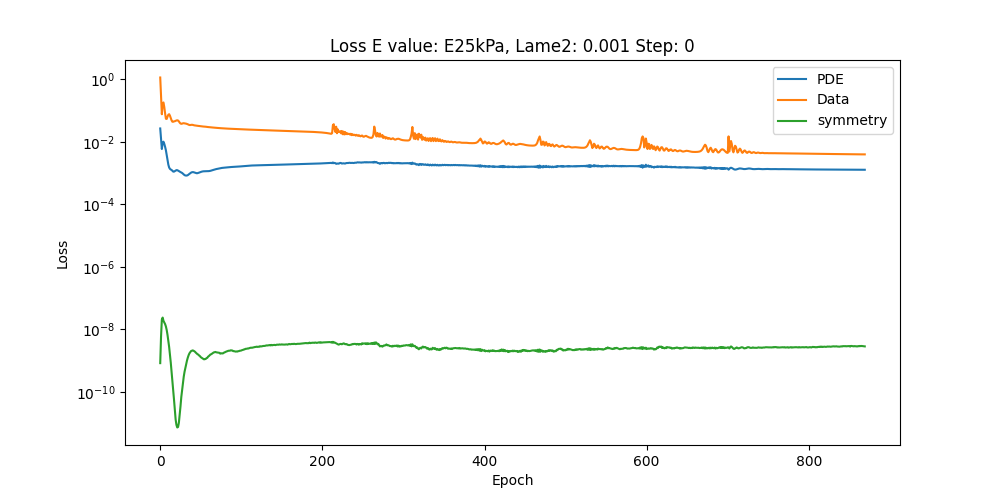 Loss E value: E25kPa, Lame2: 0.001 Step: 0
PDE
Data
symmetry
10^0
10^-2
10^-4
10^-6
10^-8
10^-10
Loss
0 200 400 600 800
Epoch